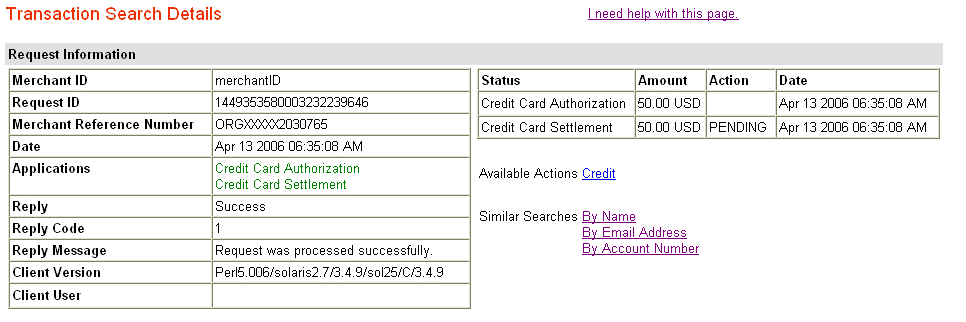 Transaction Search Details
I need help with this page.
Request Information
Merchant ID merchantID
Request ID 1449353580003232239646
Merchant Reference Number ORGXXXXX2030765
Date Apr 13 2006 06:35:08 AM
Applications Credit Card Authorization
Credit Card Settlement
Reply Success
Reply Code 1
Reply Message Request was processed successfully.
Client Version Perl5.006/solaris2.7/3.4.9/sol25/C/3.4.9
Client User
Status Amount Action Date
Credit Card Authorization 50.00 USD Apr 13 2006 06:35:08 AM
Credit Card Settlement 50.00 USD PENDING Apr 13 2006 06:35:08 AM
Available Actions Credit
Similar Searches By Name
By Email Address
By Account Number